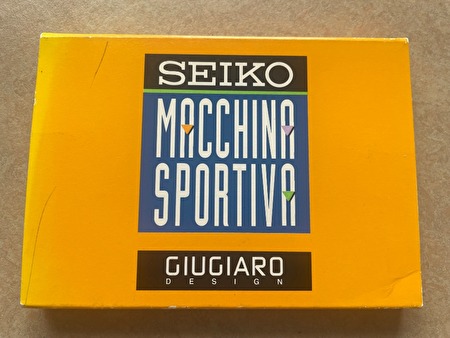 SEIKO
MACCHINA
SPORTIVA
GIUGIARO
DESIGN